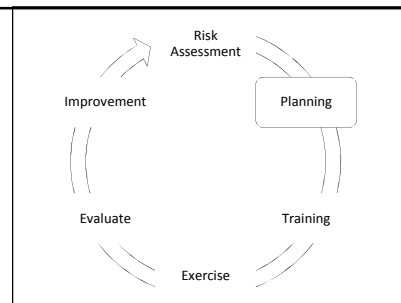 Risk
Assessment
Planning
Training
Exercise
Evaluate
Improvement